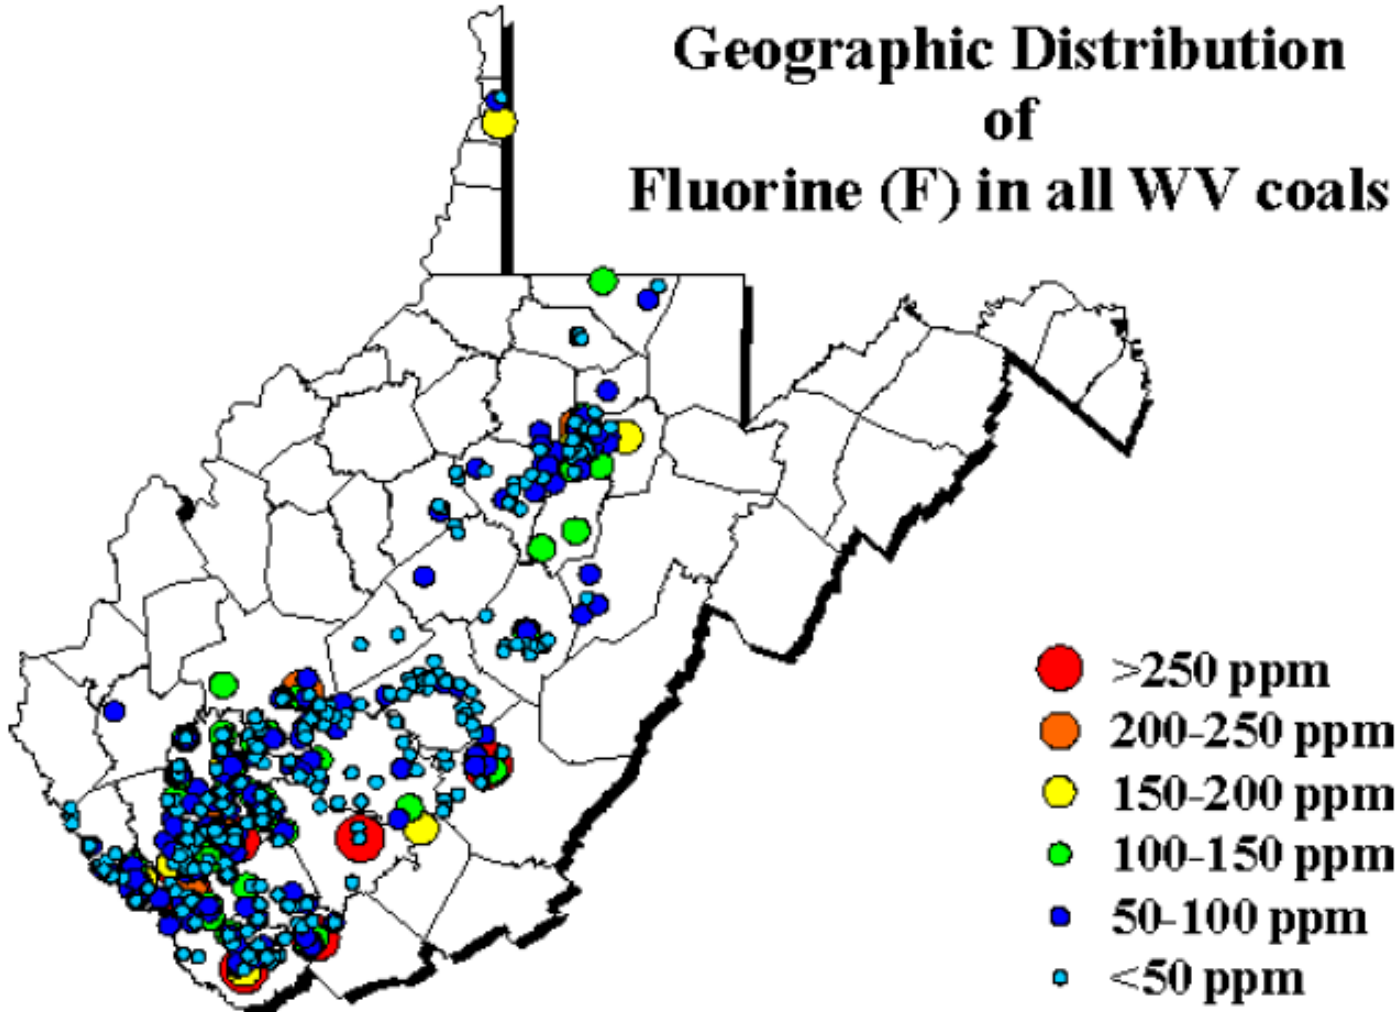 Geographic Distribution
of
Fluorine (F) in all WV coals
>250 ppm
200-250 ppm
150-200 ppm
100-150 ppm
50-100 ppm
<50 ppm